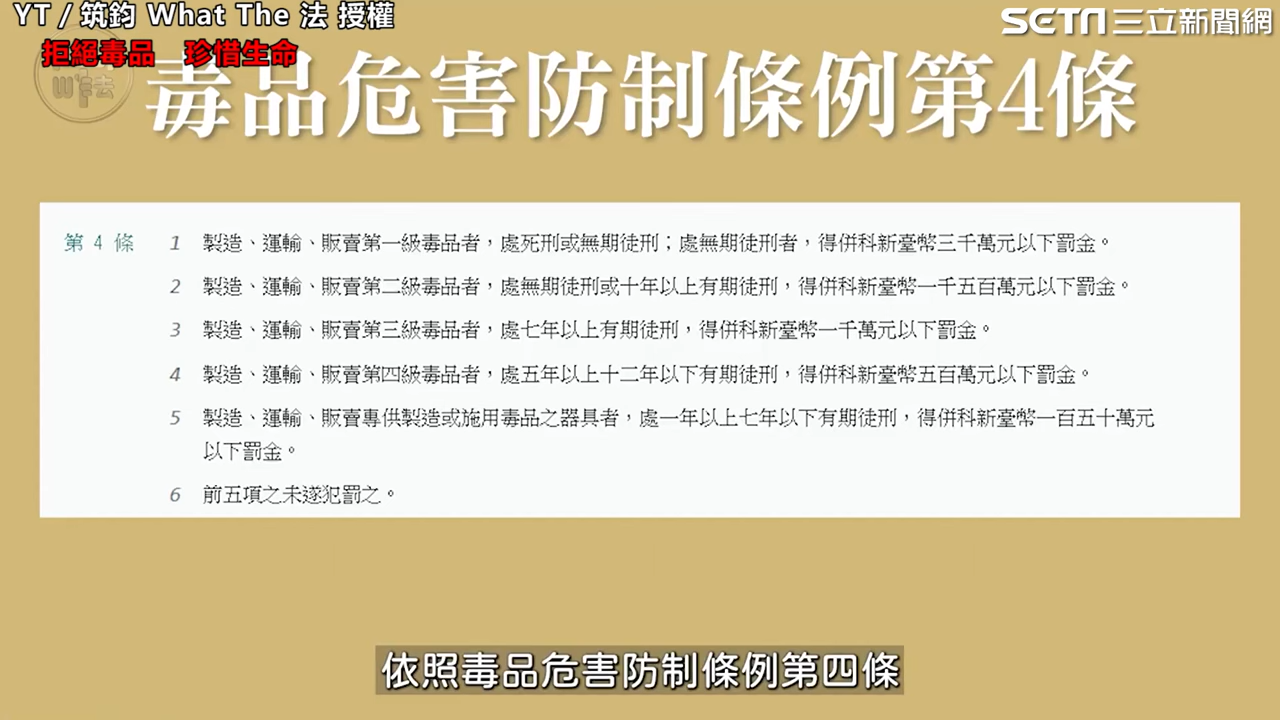 YT / 筑鈞 What The 法 授權
SETN三立新聞網
拒絕毒品 珍惜生命
W'法
毒品危害防制條例第4條
第 4 條 1 製造、運輸、販賣第一級毒品者，處死刑或無期徒刑；處無期徒刑者，得併科新臺幣三千萬元以下罰金。
2 製造、運輸、販賣第二級毒品者，處無期徒刑或十年以上有期徒刑，得併科新臺幣一千五百萬元以下罰金。
3 製造、運輸、販賣第三級毒品者，處七年以上有期徒刑，得併科新臺幣一千萬元以下罰金。
4 製造、運輸、販賣第四級毒品者，處五年以上十二年以下有期徒刑，得併科新臺幣五百萬元以下罰金。
5 製造、運輸、販賣專供製造或施用毒品之器具者，處一年以上七年以下有期徒刑，得併科新臺幣一百五十萬元
以下罰金。
6 前五項之未遂犯罰之。
依照毒品危害防制條例第四條